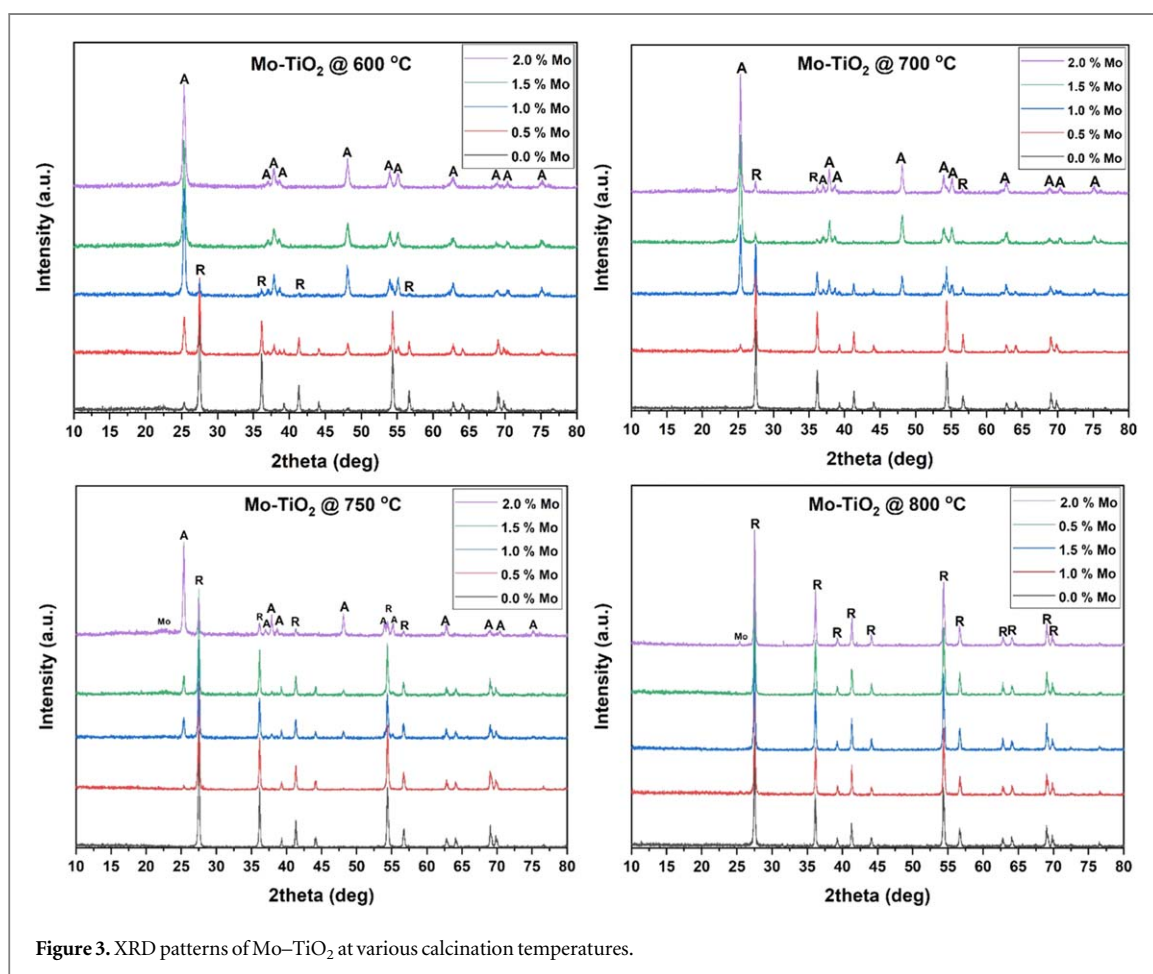 Mo-TiO₂ @ 600 °C
2.0 % Mo
1.5 % Mo
1.0 % Mo
0.5 % Mo
0.0 % Mo
A
A
A
A
A
A
A
A
A
A
A
R
R
R
R
Intensity (a.u.)
10 15 20 25 30 35 40 45 50 55 60 65 70 75 80
2theta (deg)
Mo-TiO₂ @ 700 °C
2.0 % Mo
1.5 % Mo
1.0 % Mo
0.5 % Mo
0.0 % Mo
A
R
R
A
A
A
A
A
A
R
A
A
A
A
Intensity (a.u.)
10 15 20 25 30 35 40 45 50 55 60 65 70 75 80
2theta (deg)
Mo-TiO₂ @ 750 °C
2.0 % Mo
1.5 % Mo
1.0 % Mo
0.5 % Mo
0.0 % Mo
Mo
A
R
R
A
A
A
R
A
A
R
A
R
A
A
A
A
Intensity (a.u.)
10 15 20 25 30 35 40 45 50 55 60 65 70 75 80
2theta (deg)
Mo-TiO₂ @ 800 °C
2.0 % Mo
0.5 % Mo
1.5 % Mo
1.0 % Mo
0.0 % Mo
Mo
R
R
R
R
R
R
R
R
R
R
R
Intensity (a.u.)
10 15 20 25 30 35 40 45 50 55 60 65 70 75 80
2theta (deg)
Figure 3. XRD patterns of Mo–TiO₂ at various calcination temperatures.